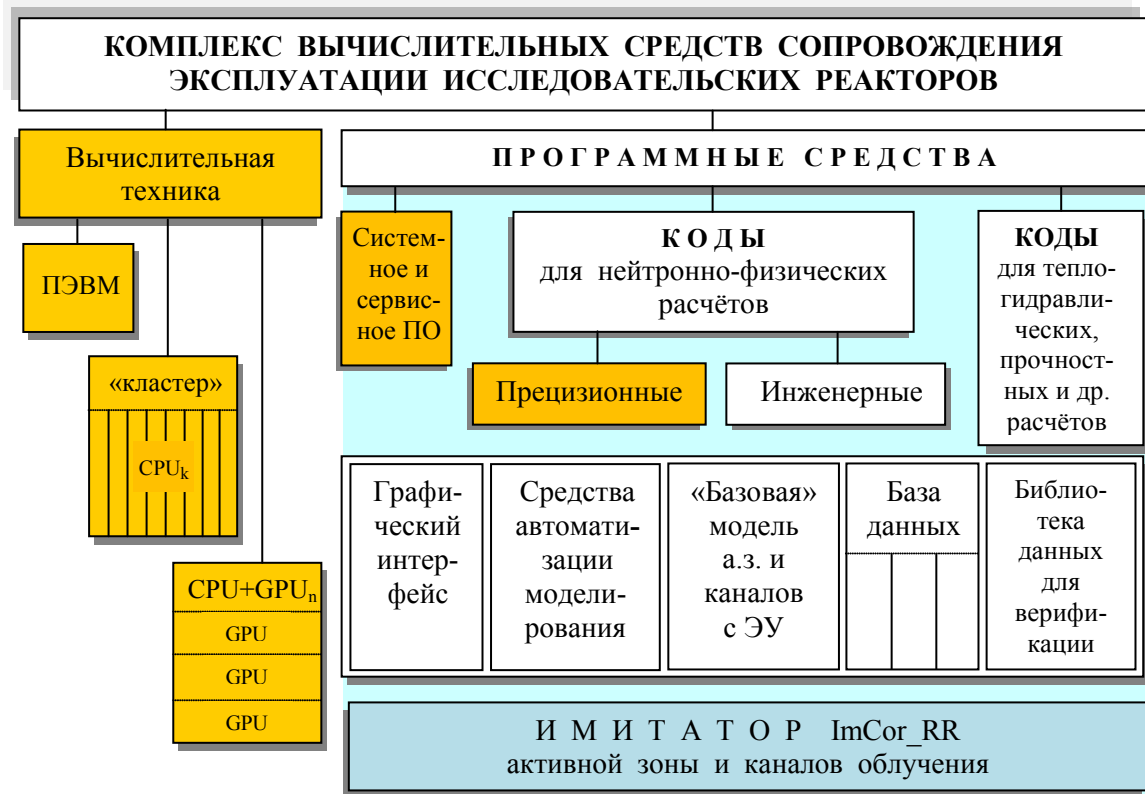 КОМПЛЕКС ВЫЧИСЛИТЕЛЬНЫХ СРЕДСТВ СОПРОВОЖДЕНИЯ
ЭКСПЛУАТАЦИИ ИССЛЕДОВАТЕЛЬСКИХ РЕАКТОРОВ
Вычислительная
техника
ПЭВМ
«кластер»
CPUk
CPU+GPUn
GPU
GPU
GPU
ПРОГРАММНЫЕ СРЕДСТВА
Систем-
ное и
сервис-
ное ПО
КОДЫ
для нейтронно-физических
расчётов
Прецизионные
Инженерные
КОДЫ
для тепло-
гидравли-
ческих,
прочност-
ных и др.
расчётов
Графи-
ческий
интер-
фейс
Средства
автомати-
зации
модели-
рования
«Базовая»
модель
а.з. и
каналов
с ЭУ
База
данных
Библио-
тека
данных
для
верифи-
кации
ИМИТАТОР ImCor_RR
активной зоны и каналов облучения